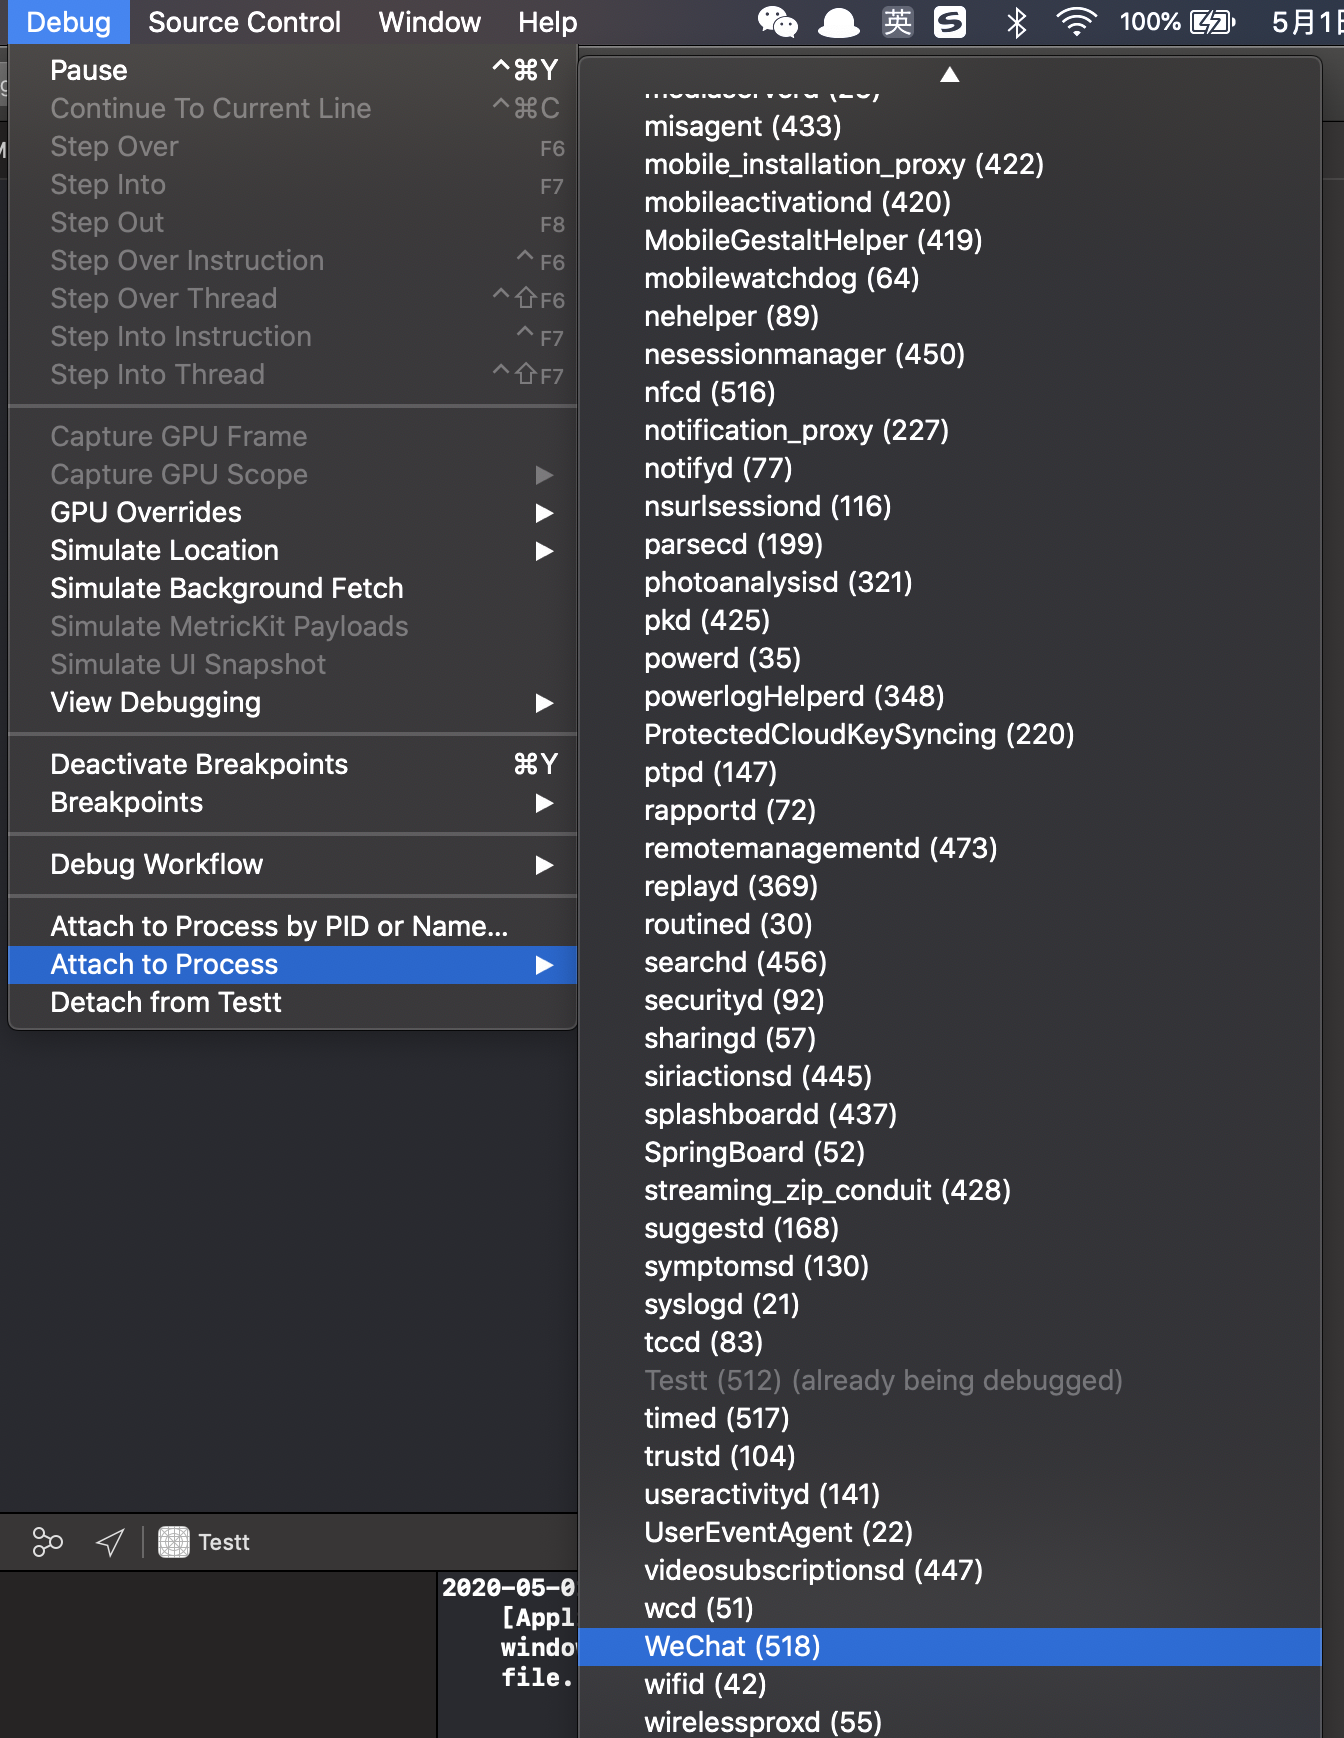 Debug Source Control Window Help 英 S 100% 5月1
Pause ^⌘Y
Continue To Current Line ^⌘C
Step Over F6
Step Into F7
Step Out F8
Step Over Instruction ^F6
Step Over Thread ^⇧F6
Step Into Instruction ^F7
Step Into Thread ^⇧F7
Capture GPU Frame
Capture GPU Scope
GPU Overrides
Simulate Location
Simulate Background Fetch
Simulate MetricKit Payloads
Simulate UI Snapshot
View Debugging
Deactivate Breakpoints ⌘Y
Breakpoints
Debug Workflow
Attach to Process by PID or Name...
Attach to Process
Detach from Testt
misagent (433)
mobile_installation_proxy (422)
mobileactivationd (420)
MobileGestaltHelper (419)
mobilewatchdog (64)
nehelper (89)
nesessionmanager (450)
nfcd (516)
notification_proxy (227)
notifyd (77)
nsurlsessiond (116)
parsecd (199)
photoanalysisd (321)
pkd (425)
powerd (35)
powerlogHelperd (348)
ProtectedCloudKeySyncing (220)
ptpd (147)
rapportd (72)
remotemanagementd (473)
replayd (369)
routined (30)
searchd (456)
securityd (92)
sharingd (57)
siriactionsd (445)
splashboardd (437)
SpringBoard (52)
streaming_zip_conduit (428)
suggestd (168)
symptomsd (130)
syslogd (21)
tccd (83)
Testt (512) (already being debugged)
timed (517)
trustd (104)
useractivityd (141)
UserEventAgent (22)
videosubscriptionsd (447)
wcd (51)
WeChat (518)
wifid (42)
wirelessproxd (55)
Testt
2020-05-0
[Appl
windo
file.